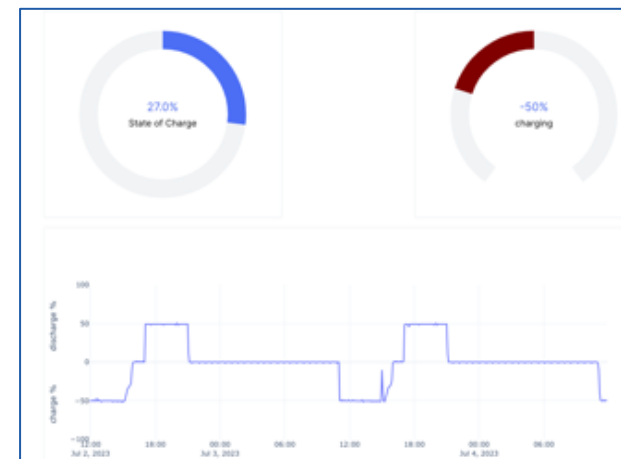 27.0%
State of Charge
-50%
charging
100
50
0
-50
-100
discharge %
charge %
12:00
Jul 2, 2023
18:00
00:00
Jul 3, 2023
06:00
12:00
18:00
00:00
Jul 4, 2023
06:00